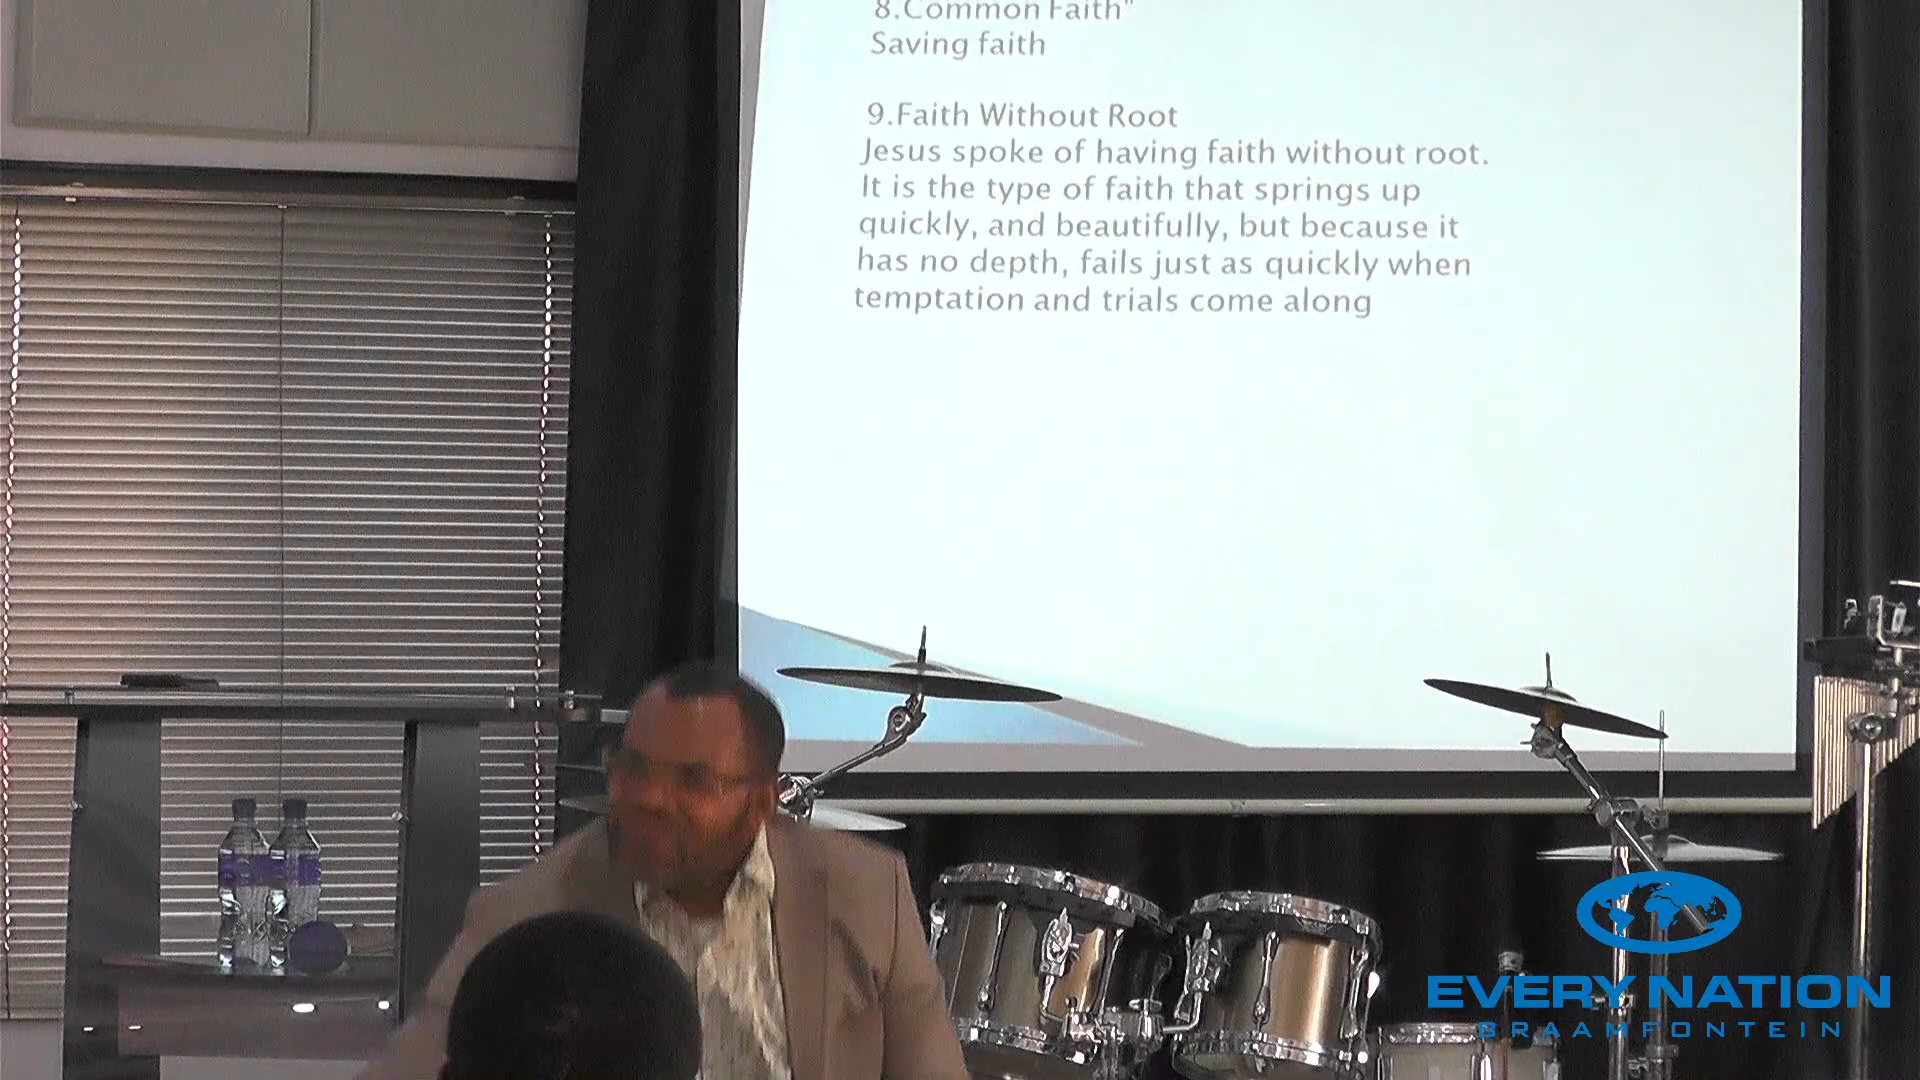 8.Common Faith"
Saving faith
9.Faith Without Root
Jesus spoke of having faith without root.
It is the type of faith that springs up
quickly, and beautifully, but because it
has no depth, fails just as quickly when
temptation and trials come along
EVERY NATION
BRAAMFONTEIN